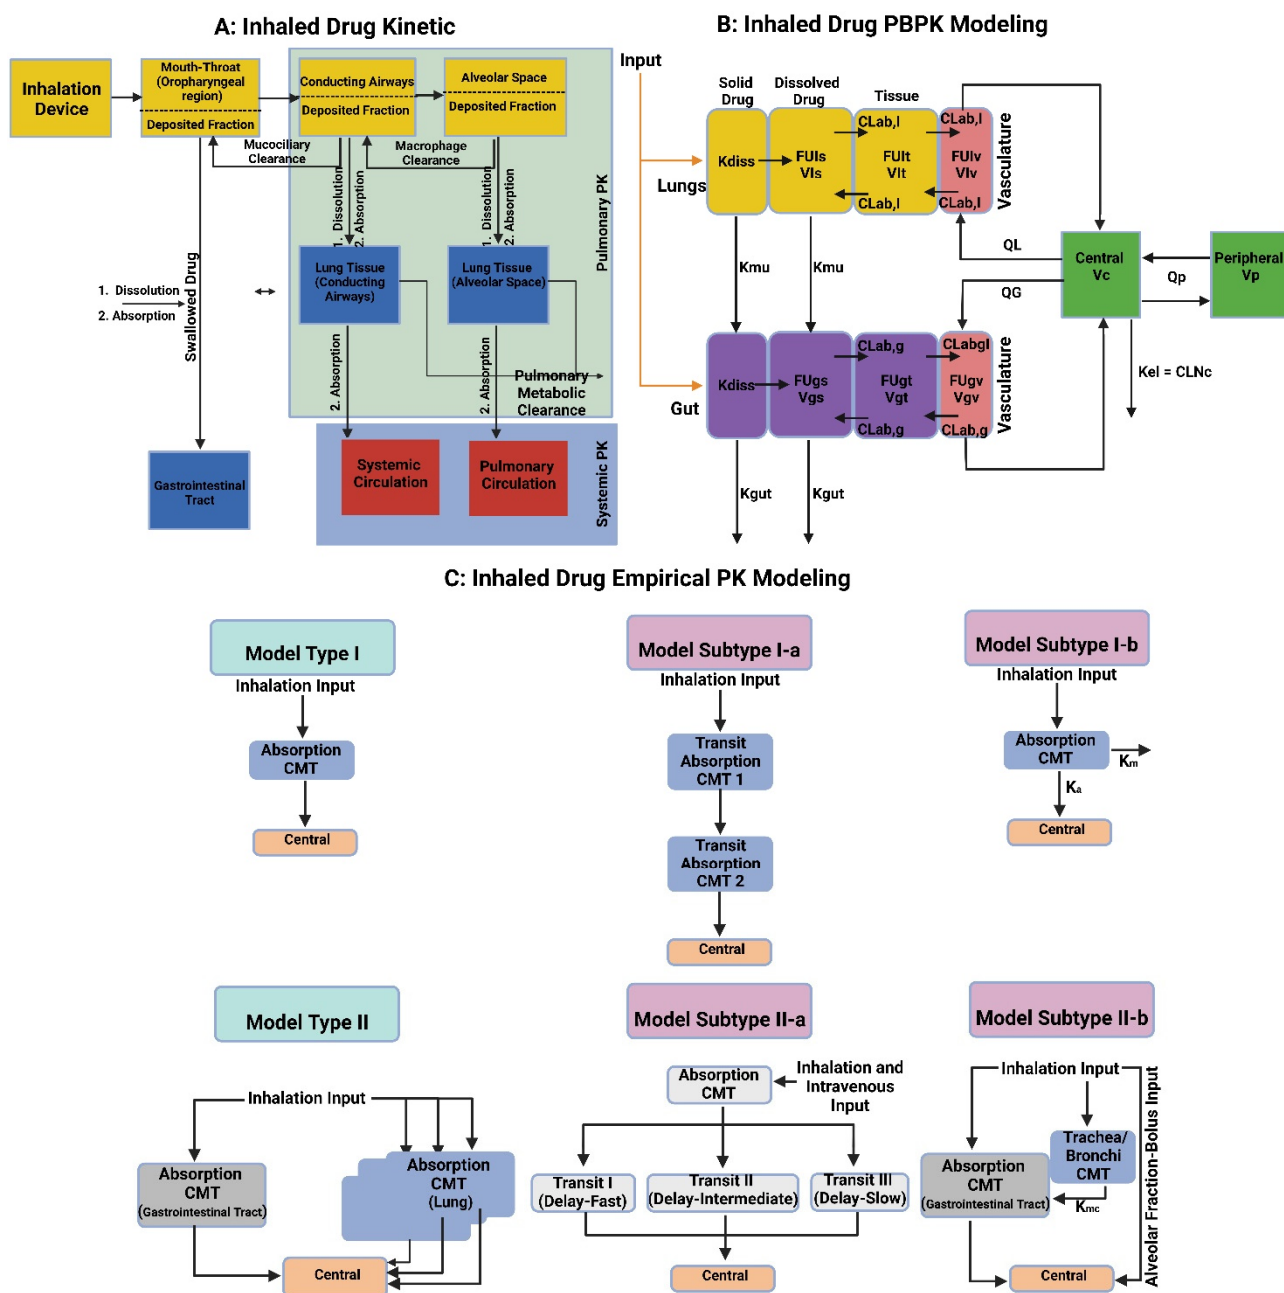 A: Inhaled Drug Kinetic
Inhalation
Device
Mouth-Throat
(Oropharyngeal
region)
Deposited Fraction
Conducting Airways
Deposited Fraction
Alveolar Space
Deposited Fraction
Mucociliary
Clearance
Macrophage
Clearance
1. Dissolution
2. Absorption
1. Dissolution
2. Absorption
Pulmonary PK
Lung Tissue
(Conducting
Airways)
Lung Tissue
(Alveolar Space)
1. Dissolution
2. Absorption
Swallowed Drug
2. Absorption
2. Absorption
Pulmonary
Metabolic
Clearance
Gastrointestinal
Tract
Systemic
Circulation
Pulmonary
Circulation
Systemic PK
B: Inhaled Drug PBPK Modeling
Input
Solid
Drug
Dissolved
Drug
Tissue
Lungs
Kdiss
FUls
Vls
CLab,l
FUlt
Vlt
CLab,l
CLab,l
FUlv
Vlv
CLab,l
Vasculature
QL
Central
Vc
Qp
Peripheral
Vp
Kmu
Kmu
QG
Kel = CLNc
Gut
Kdiss
FUgs
Vgs
CLab,g
FUgt
Vgt
CLab,g
CLabgl
FUgv
Vgv
CLab,g
Vasculature
Kgut
Kgut
C: Inhaled Drug Empirical PK Modeling
Model Type I
Inhalation Input
Absorption
CMT
Central
Model Subtype I-a
Inhalation Input
Transit
Absorption
CMT 1
Transit
Absorption
CMT 2
Central
Model Subtype I-b
Inhalation Input
Absorption
CMT
Km
Ka
Central
Model Type II
Inhalation Input
Absorption
CMT
(Gastrointestinal Tract)
Absorption
CMT
(Lung)
Central
Model Subtype II-a
Absorption
CMT
Inhalation and
Intravenous
Input
Transit I
(Delay-Fast)
Transit II
(Delay-Intermediate)
Transit III
(Delay-Slow)
Central
Model Subtype II-b
Inhalation Input
Trachea/
Bronchi
CMT
Absorption
CMT
(Gastrointestinal Tract)
Kmc
Alveolar Fraction-Bolus Input
Central